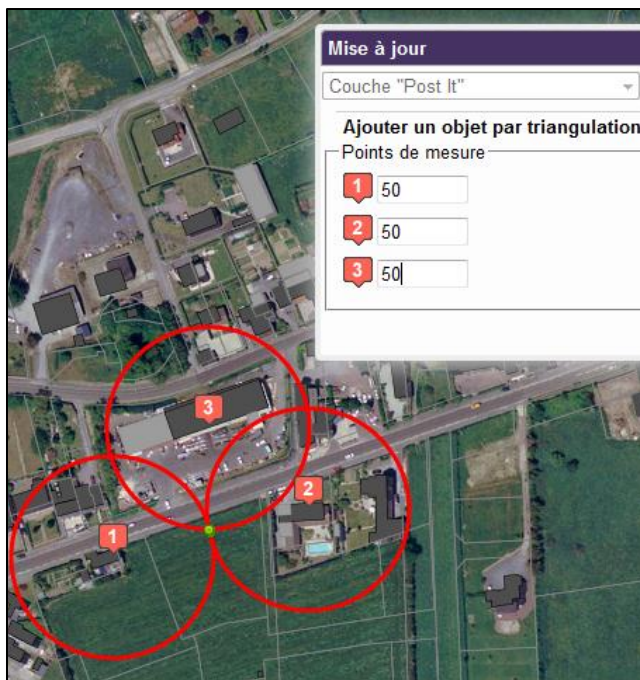 Mise à jour
Couche "Post It"
Ajouter un objet par triangulation
Points de mesure
1 50
2 50
3 50
3
2
1